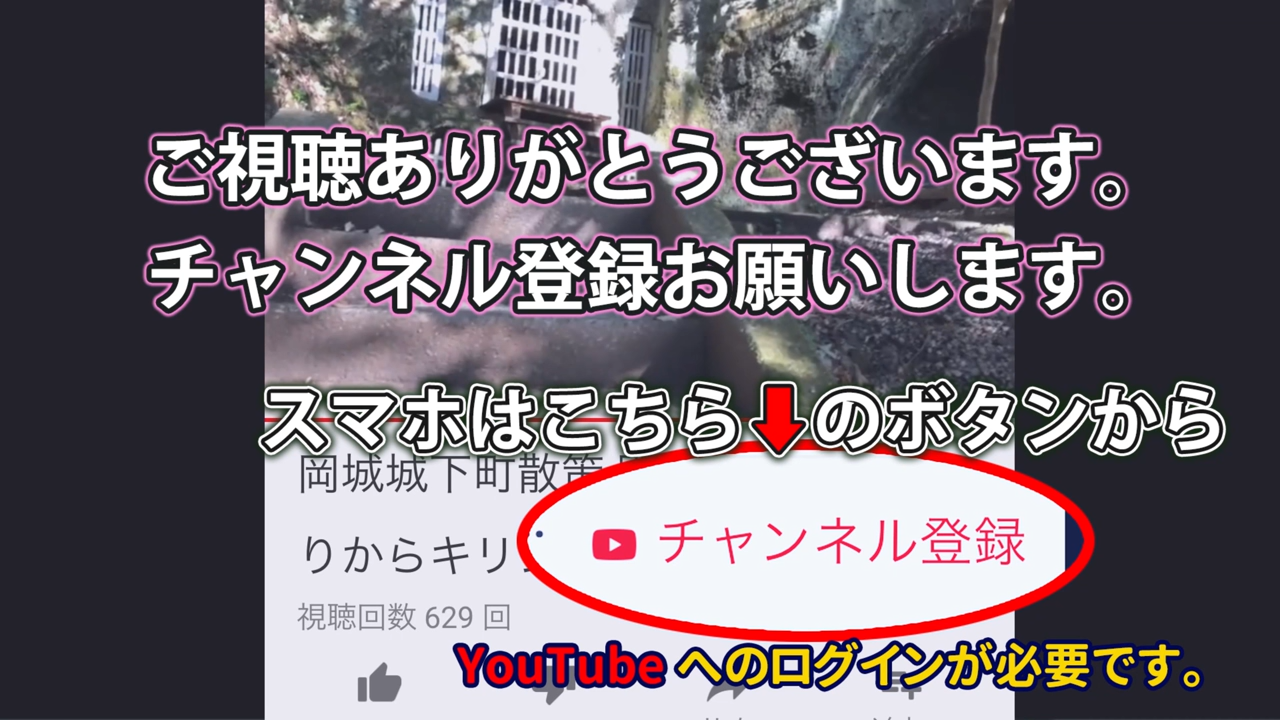 ご視聴ありがとうございます。
チャンネル登録お願いします。
スマホはこちら⬇のボタンから
岡城城下町散策
チャンネル登録
りからキリ
視聴回数 629 回
YouTube へのログインが必要です。